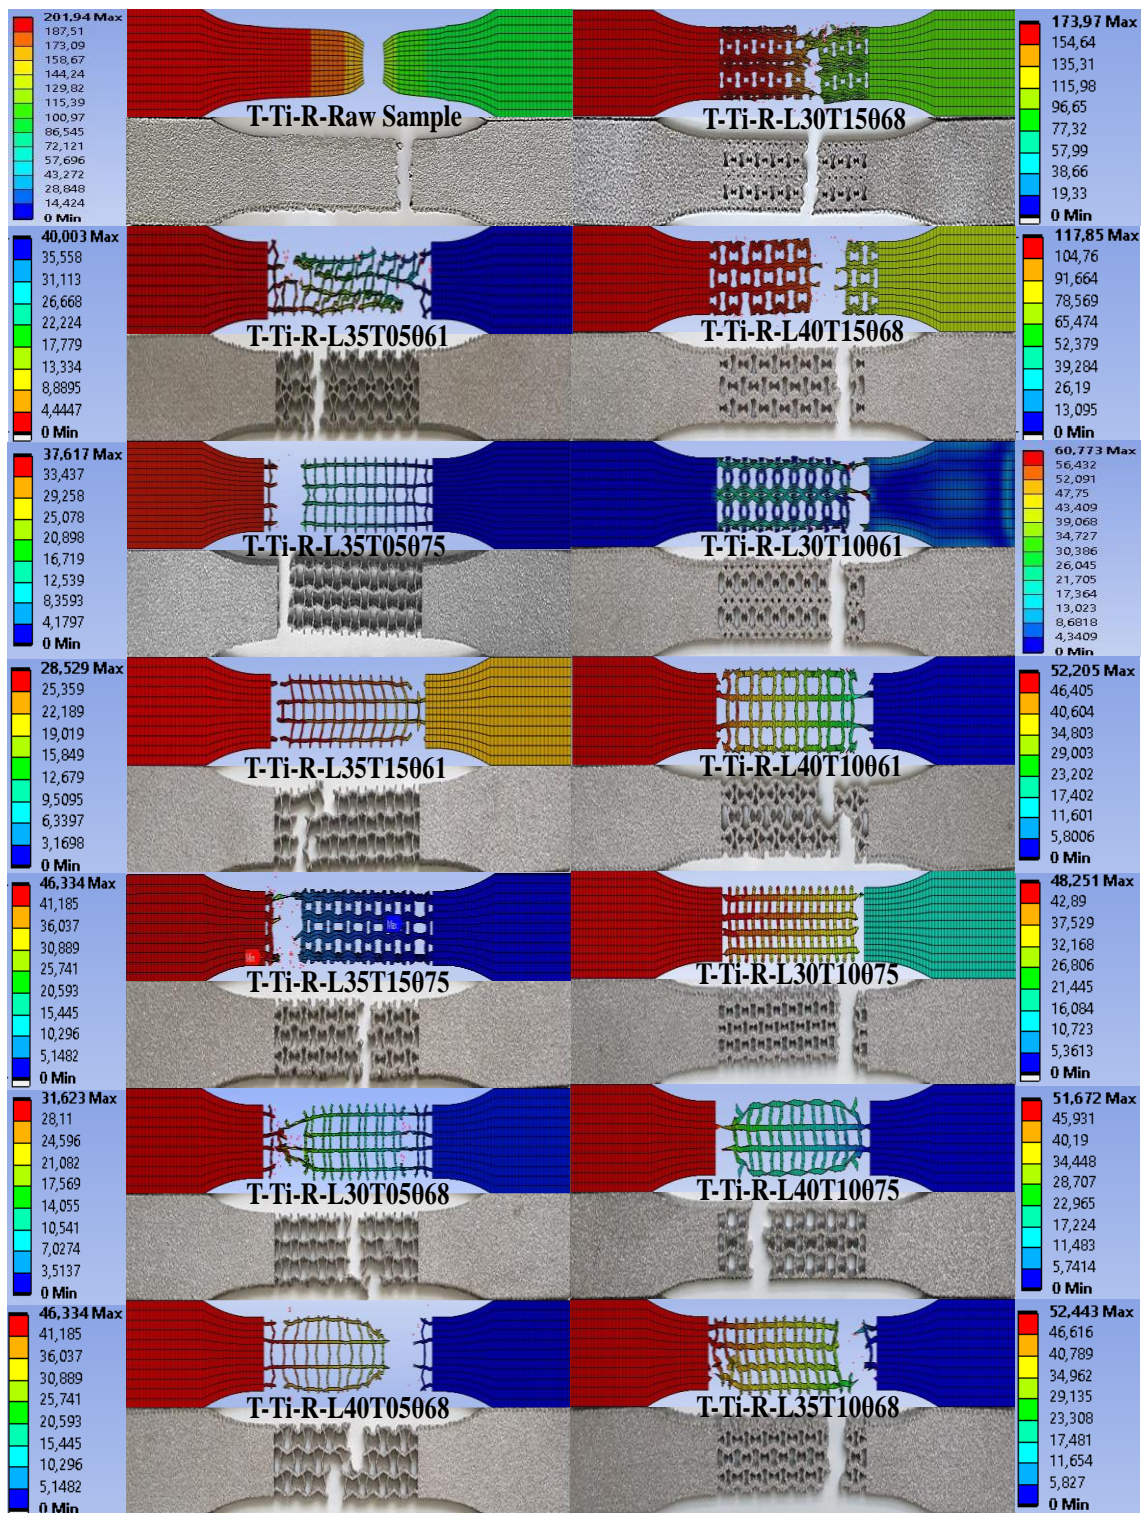 201,94 Max
187,51
173,09
158,67
144,24
129,82
115,39
100,97
86,545
72,121
57,696
43,272
28,848
14,424
0 Min
T-Ti-R-Raw Sample
173,97 Max
154,64
135,31
115,98
96,65
77,32
57,99
38,66
19,33
0 Min
T-Ti-R-L30T15θ68
40,003 Max
35,558
31,113
26,668
22,224
17,779
13,334
8,8895
4,4447
0 Min
T-Ti-R-L35T05θ61
117,85 Max
104,76
91,664
78,569
65,474
52,379
39,284
26,19
13,095
0 Min
T-Ti-R-L40T15θ68
37,617 Max
33,437
29,258
25,078
20,898
16,719
12,539
8,3593
4,1797
0 Min
T-Ti-R-L35T05θ75
60,773 Max
56,432
52,091
47,75
43,409
39,068
34,727
30,386
26,045
21,705
17,364
13,023
8,6818
4,3409
0 Min
T-Ti-R-L30T10θ61
28,529 Max
25,359
22,189
19,019
15,849
12,679
9,5095
6,3397
3,1698
0 Min
T-Ti-R-L35T15θ61
52,205 Max
46,405
40,604
34,803
29,003
23,202
17,402
11,601
5,8006
0 Min
T-Ti-R-L40T10θ61
46,334 Max
41,185
36,037
30,889
25,741
20,593
15,445
10,296
5,1482
0 Min
Max
Min
T-Ti-R-L35T15θ75
48,251 Max
42,89
37,529
32,168
26,806
21,445
16,084
10,723
5,3613
0 Min
T-Ti-R-L30T10θ75
31,623 Max
28,11
24,596
21,082
17,569
14,055
10,541
7,0274
3,5137
0 Min
T-Ti-R-L30T05θ68
51,672 Max
45,931
40,19
34,448
28,707
22,965
17,224
11,483
5,7414
0 Min
T-Ti-R-L40T10θ75
46,334 Max
41,185
36,037
30,889
25,741
20,593
15,445
10,296
5,1482
0 Min
T-Ti-R-L40T05θ68
52,443 Max
46,616
40,789
34,962
29,135
23,308
17,481
11,654
5,827
0 Min
T-Ti-R-L35T10θ68